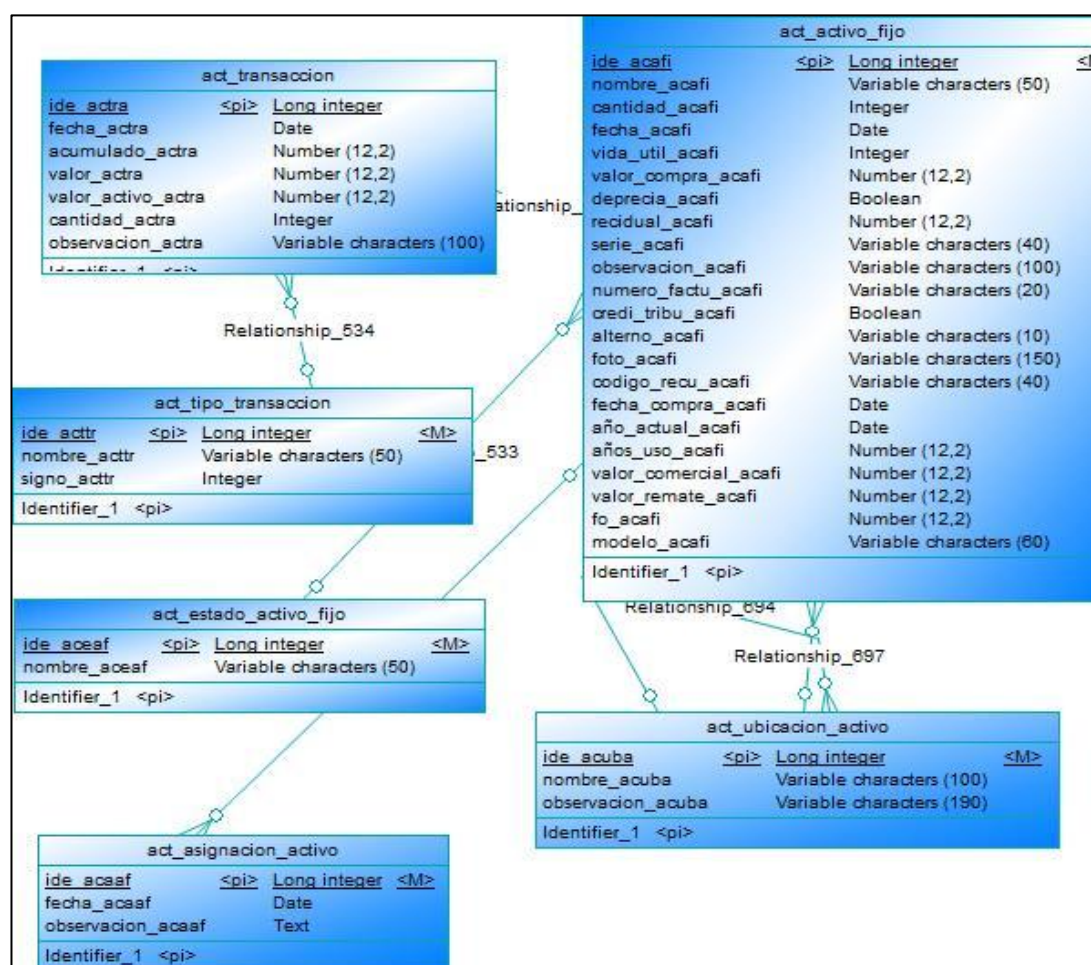 act_transaccion
ide_actra <pi> Long integer
fecha_actra Date
acumulado_actra Number (12,2)
valor_actra Number (12,2)
valor_activo_actra Number (12,2)
cantidad_actra Integer
observacion_actra Variable characters (100)
Identifier_1 <pi>
act_activo_fijo
ide_acafi <pi> Long integer
nombre_acafi Variable characters (50)
cantidad_acafi Integer
fecha_acafi Date
vida_util_acafi Integer
valor_compra_acafi Number (12,2)
deprecia_acafi Boolean
recidual_acafi Number (12,2)
serie_acafi Variable characters (40)
observación_acafi Variable characters (100)
numero_factu_acafi Variable characters (20)
credi_tribu_acafi Boolean
alterno_acafi Variable characters (10)
foto_acafi Variable characters (150)
codigo_recu_acafi Variable characters (40)
fecha_compra_acafi Date
año_actual_acafi Date
años_uso_acafi Number (12,2)
valor_comercial_acafi Number (12,2)
valor_remate_acafi Number (12,2)
fo_acafi Number (12,2)
modelo_acafi Variable characters (60)
Identifier_1 <pi>
ationship_
Relationship_534
act_tipo_transaccion
ide_acttr <pi> Long integer <M>
nombre_acttr Variable characters (50)
signo_acttr Integer
Identifier_1 <pi>
_533
act_estado_activo_fijo
ide_aceaf <pi> Long integer <M>
nombre_aceaf Variable characters (50)
Identifier_1 <pi>
Relationship_694
Relationship_697
act_ubicacion_activo
ide_acuba <pi> Long integer <M>
nombre_acuba Variable characters (100)
observacion_acuba Variable characters (190)
Identifier_1 <pi>
act_asignacion_activo
ide_acaaf <pi> Long integer <M>
fecha_acaaf Date
observacion_acaaf Text
Identifier_1 <pi>